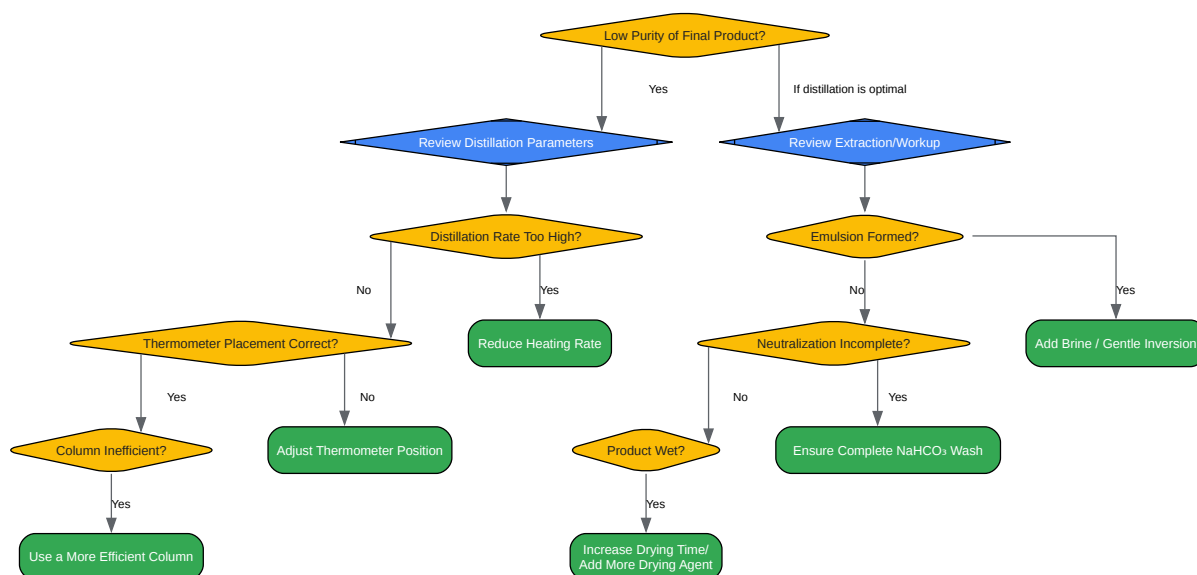 Low Purity of Final Product?
Yes
If distillation is optimal
Review Distillation Parameters
Review Extraction/Workup
Distillation Rate Too High?
Emulsion Formed?
No
Yes
No
Yes
Thermometer Placement Correct?
Reduce Heating Rate
Neutralization Incomplete?
Add Brine / Gentle Inversion
Yes
No
No
Yes
Column Inefficient?
Adjust Thermometer Position
Product Wet?
Ensure Complete NaHCO₃ Wash
Yes
Yes
Use a More Efficient Column
Increase Drying Time/
Add More Drying Agent